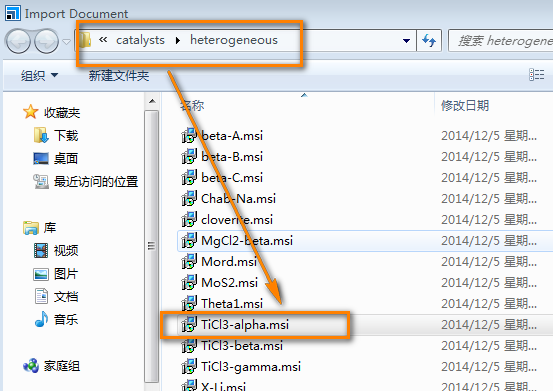 Import Document
« catalysts ▸ heterogeneous
搜索 heterogene
组织 ▼ 新建文件夹
名称 修改日期
收藏夹
下载
桌面
最近访问的位置
库
视频
图片
文档
音乐
家庭组
beta-A.msi 2014/12/5 星期...
beta-B.msi 2014/12/5 星期...
beta-C.msi 2014/12/5 星期...
Chab-Na.msi 2014/12/5 星期...
cloverite.msi 2014/12/5 星期...
MgCl2-beta.msi 2014/12/5 星期...
Mord.msi 2014/12/5 星期...
MoS2.msi 2014/12/5 星期...
Theta1.msi 2014/12/5 星期...
TiCl3-alpha.msi 2014/12/5 星期...
TiCl3-beta.msi 2014/12/5 星期...
TiCl3-gamma.msi 2014/12/5 星期...
X-Li.msi 2014/12/5 星期...